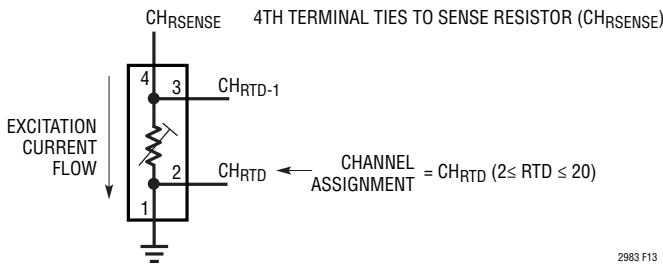 CHRSENSE 4TH TERMINAL TIES TO SENSE RESISTOR (CHRSENSE)
4
3 CHRTD-1
EXCITATION
CURRENT
FLOW
2 CHRTD
CHANNEL
ASSIGNMENT = CHRTD (2≤ RTD ≤ 20)
1
2983 F13